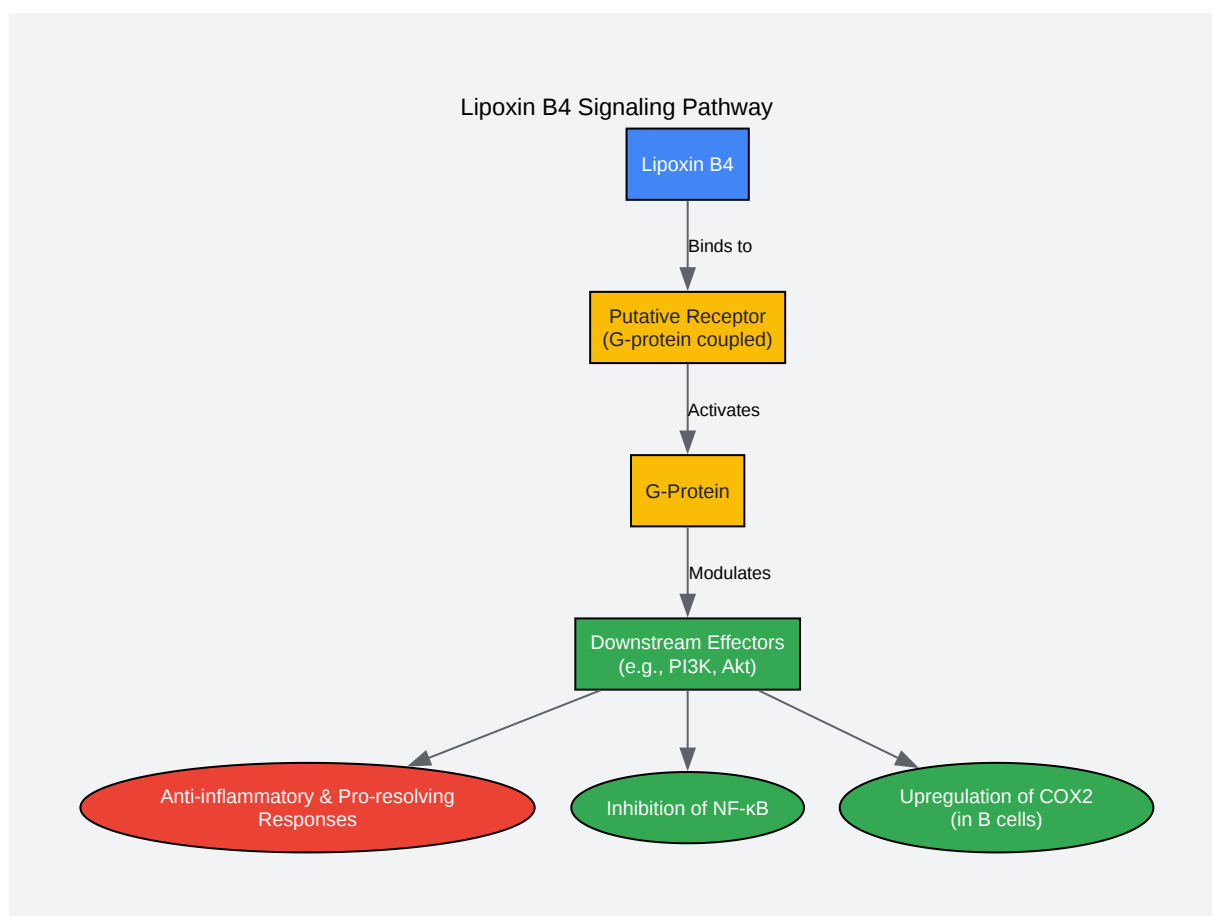 Lipoxin B4 Signaling Pathway
Lipoxin B4
Binds to
Putative Receptor
(G-protein coupled)
Activates
G-Protein
Modulates
Downstream Effectors
(e.g., PI3K, Akt)
Anti-inflammatory & Pro-resolving
Responses
Inhibition of NF-κB
Upregulation of COX2
(in B cells)